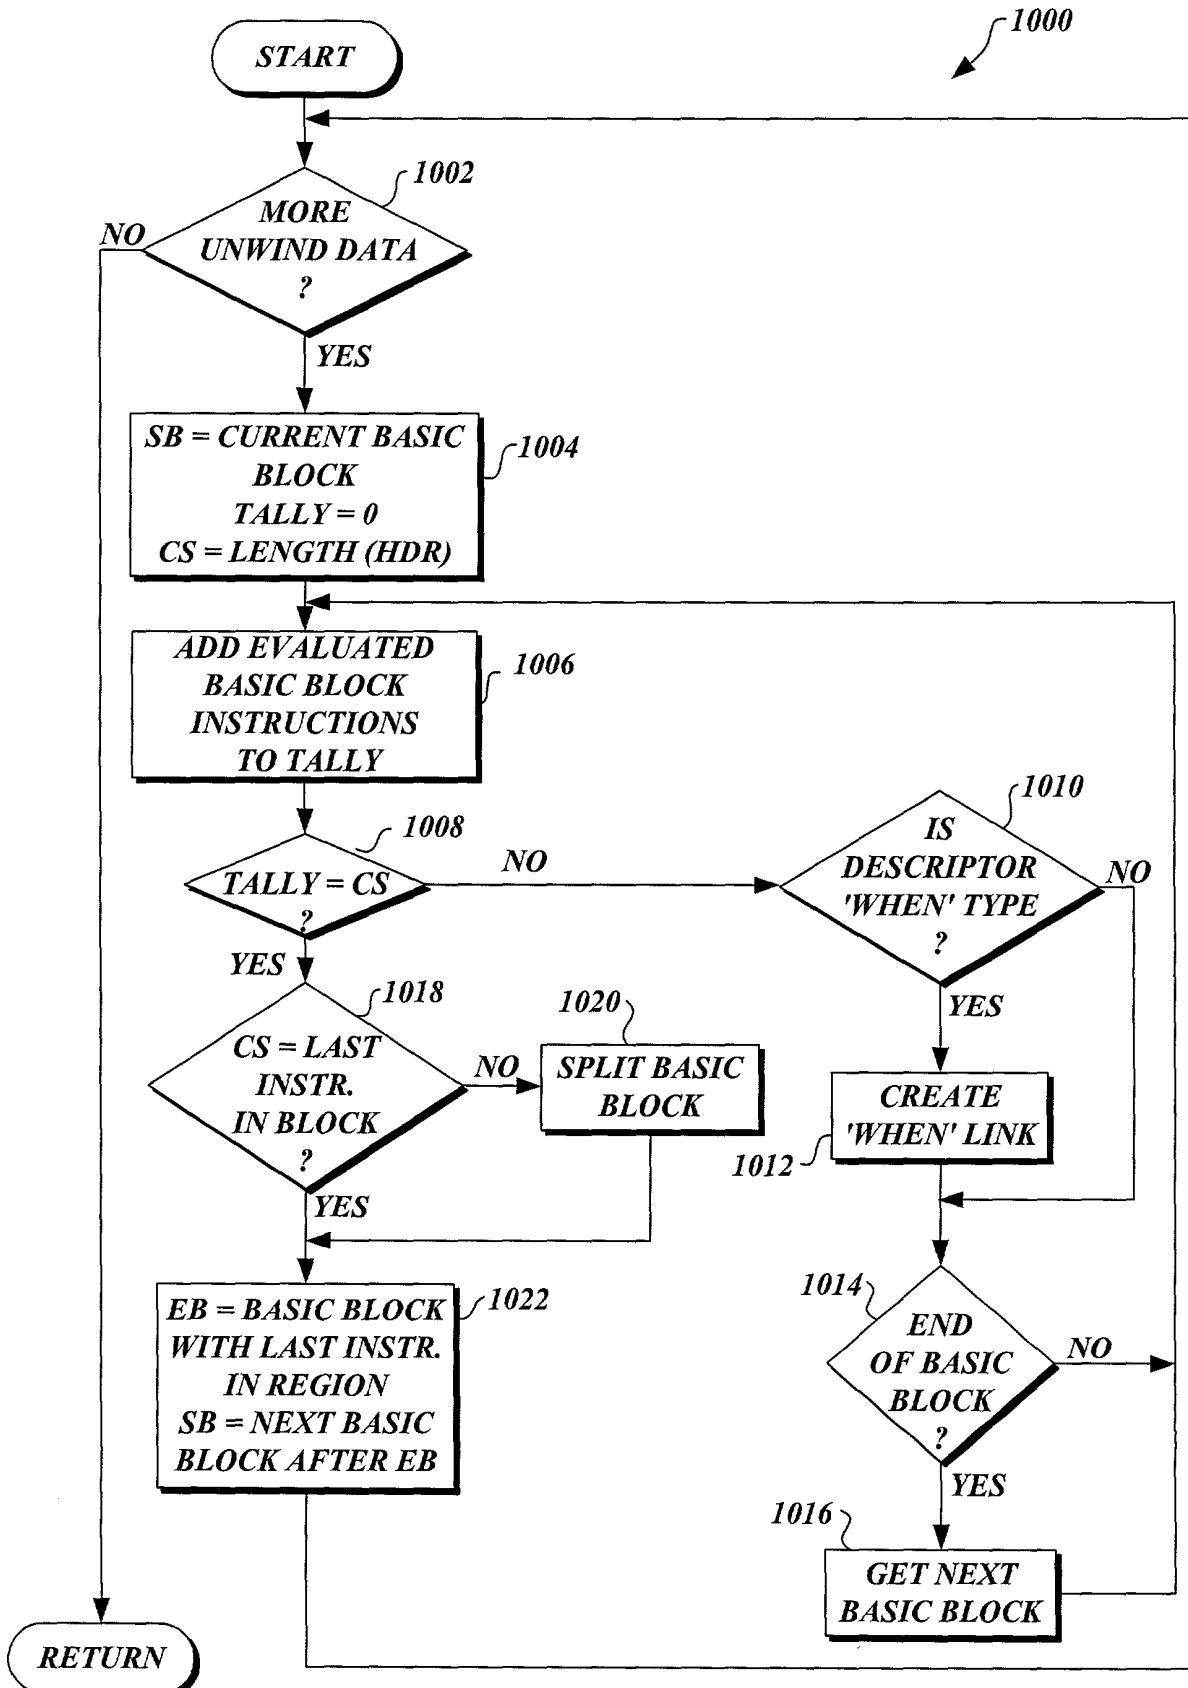 START
1000
1002
MORE
UNWIND DATA
?
NO
YES
SB = CURRENT BASIC
BLOCK
TALLY = 0
CS = LENGTH (HDR)
1004
ADD EVALUATED
BASIC BLOCK
INSTRUCTIONS
TO TALLY
1006
1008
TALLY = CS
?
NO
YES
1010
IS
DESCRIPTOR
'WHEN' TYPE
?
NO
YES
CREATE
'WHEN' LINK
1012
1018
CS = LAST
INSTR.
IN BLOCK
?
NO
YES
1020
SPLIT BASIC
BLOCK
1014
END
OF BASIC
BLOCK
?
NO
YES
EB = BASIC BLOCK
WITH LAST INSTR.
IN REGION
SB = NEXT BASIC
BLOCK AFTER EB
1022
1016
GET NEXT
BASIC BLOCK
RETURN